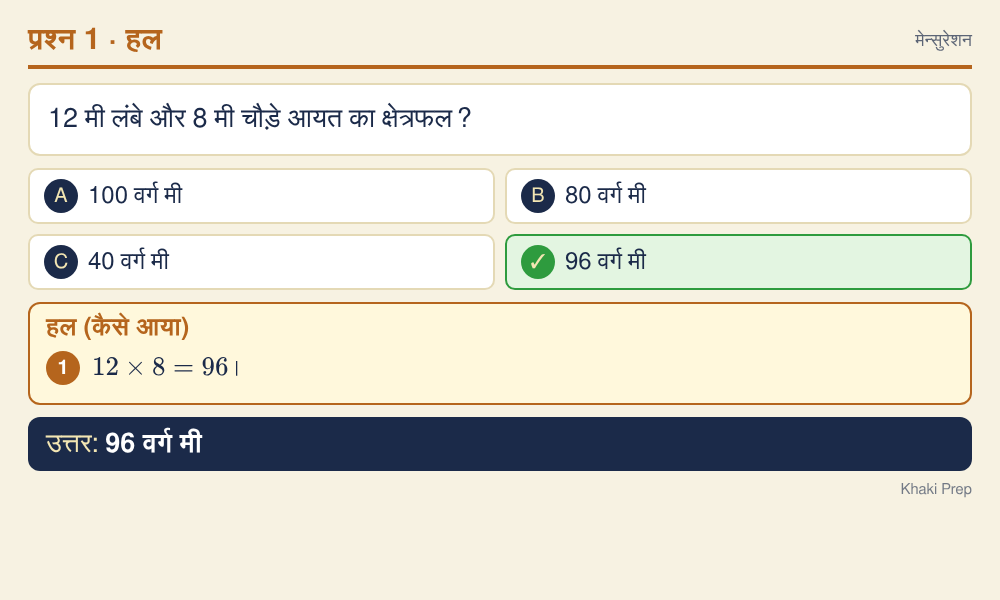 प्रश्न 1 · हल
मेन्सुरेशन
12 मी लंबे और 8 मी चौड़े आयत का क्षेत्रफल ?
A 100 वर्ग मी
B 80 वर्ग मी
C 40 वर्ग मी
✓ 96 वर्ग मी
हल (कैसे आया)
1 12 × 8 = 96।
उत्तर: 96 वर्ग मी
Khaki Prep